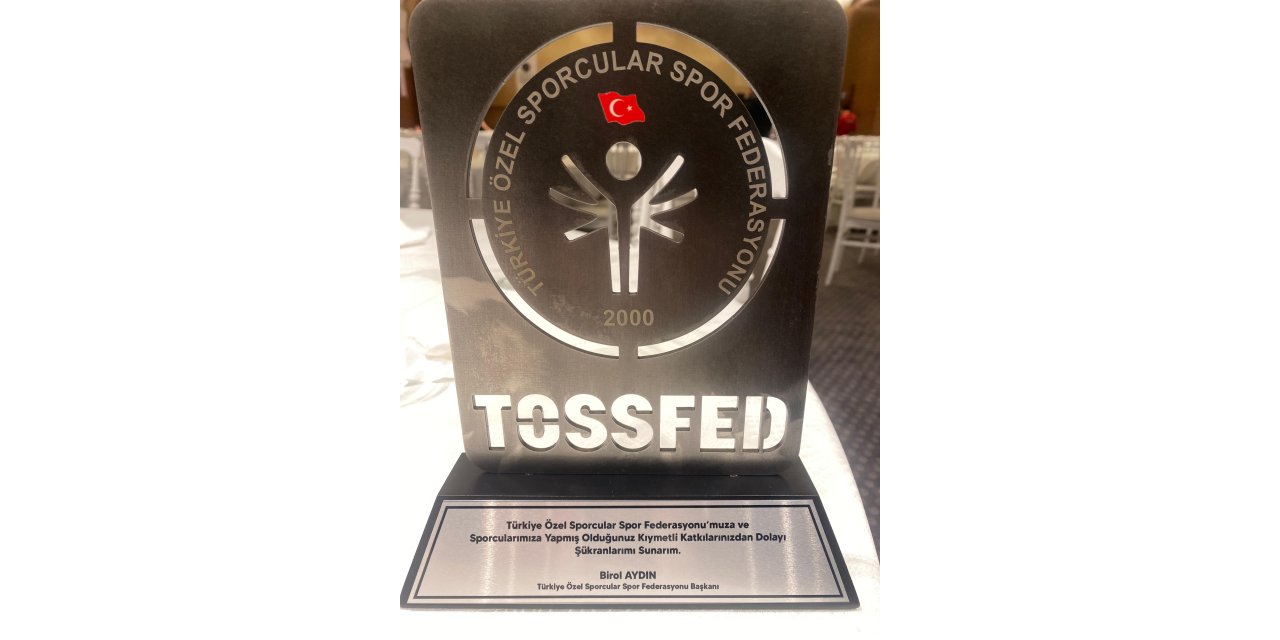 TÜRKİYE ÖZEL SPORCULAR SPOR FEDERASYONU
2000
TOSSFED
Türkiye Özel Sporcular Spor Federasyonu'muza ve
Sporcularımıza Yapmış Olduğunuz Kıymetli Katkılarınızdan Dolayı
Şükranlarımı Sunarım.
Birol AYDIN
Türkiye Özel Sporcular Spor Federasyonu Başkanı